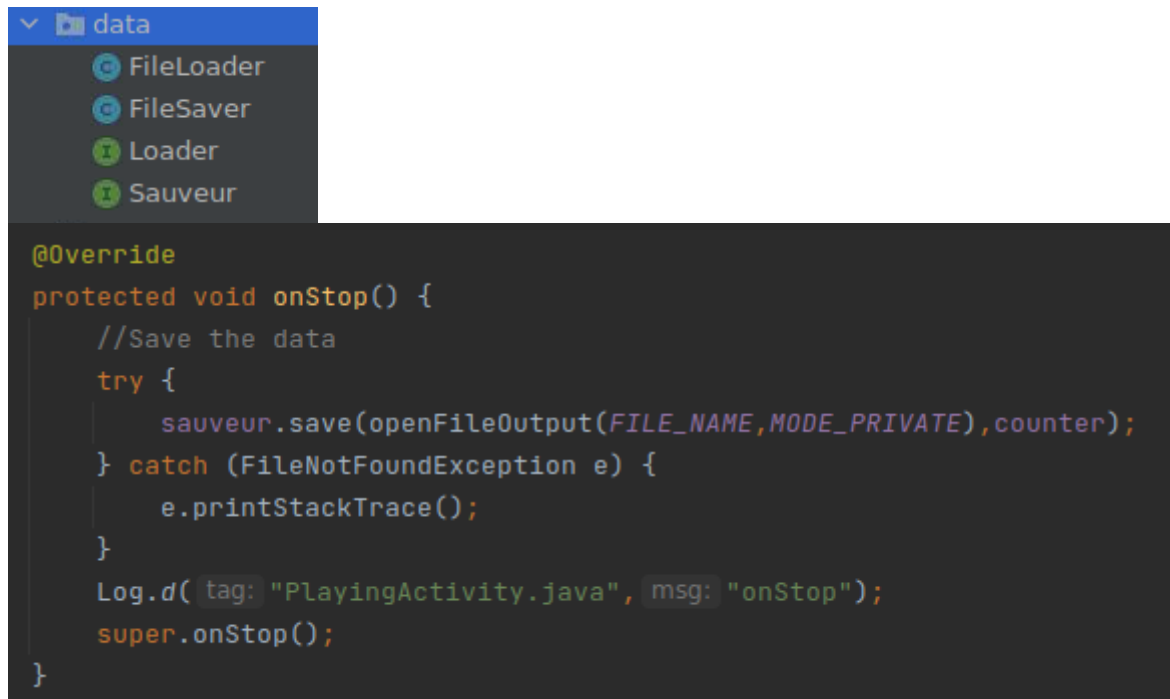 data
FileLoader
FileSaver
Loader
Sauveur
@Override
protected void onStop() {
//Save the data
try {
sauveur.save(openFileOutput(FILE_NAME,MODE_PRIVATE),counter);
} catch (FileNotFoundException e) {
e.printStackTrace();
}
Log.d( tag: "PlayingActivity.java", msg: "onStop");
super.onStop();
}